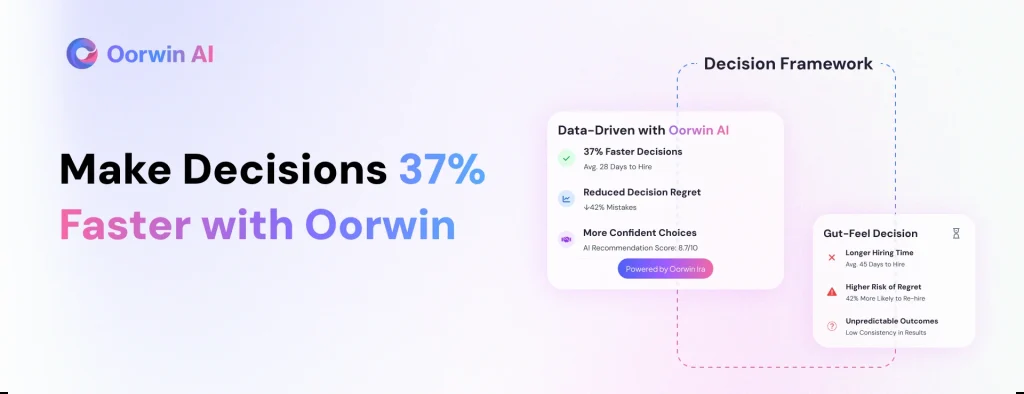 Oorwin AI
Make Decisions 37%
Faster with Oorwin
Decision Framework
Data-Driven with Oorwin AI
37% Faster Decisions
Avg. 28 Days to Hire
Reduced Decision Regret
↓42% Mistakes
More Confident Choices
AI Recommendation Score: 8.7/10
Powered by Oorwin Ira
Gut-Feel Decision
Longer Hiring Time
Avg. 45 Days to Hire
Higher Risk of Regret
42% More Likely to Re-hire
Unpredictable Outcomes
Low Consistency in Results